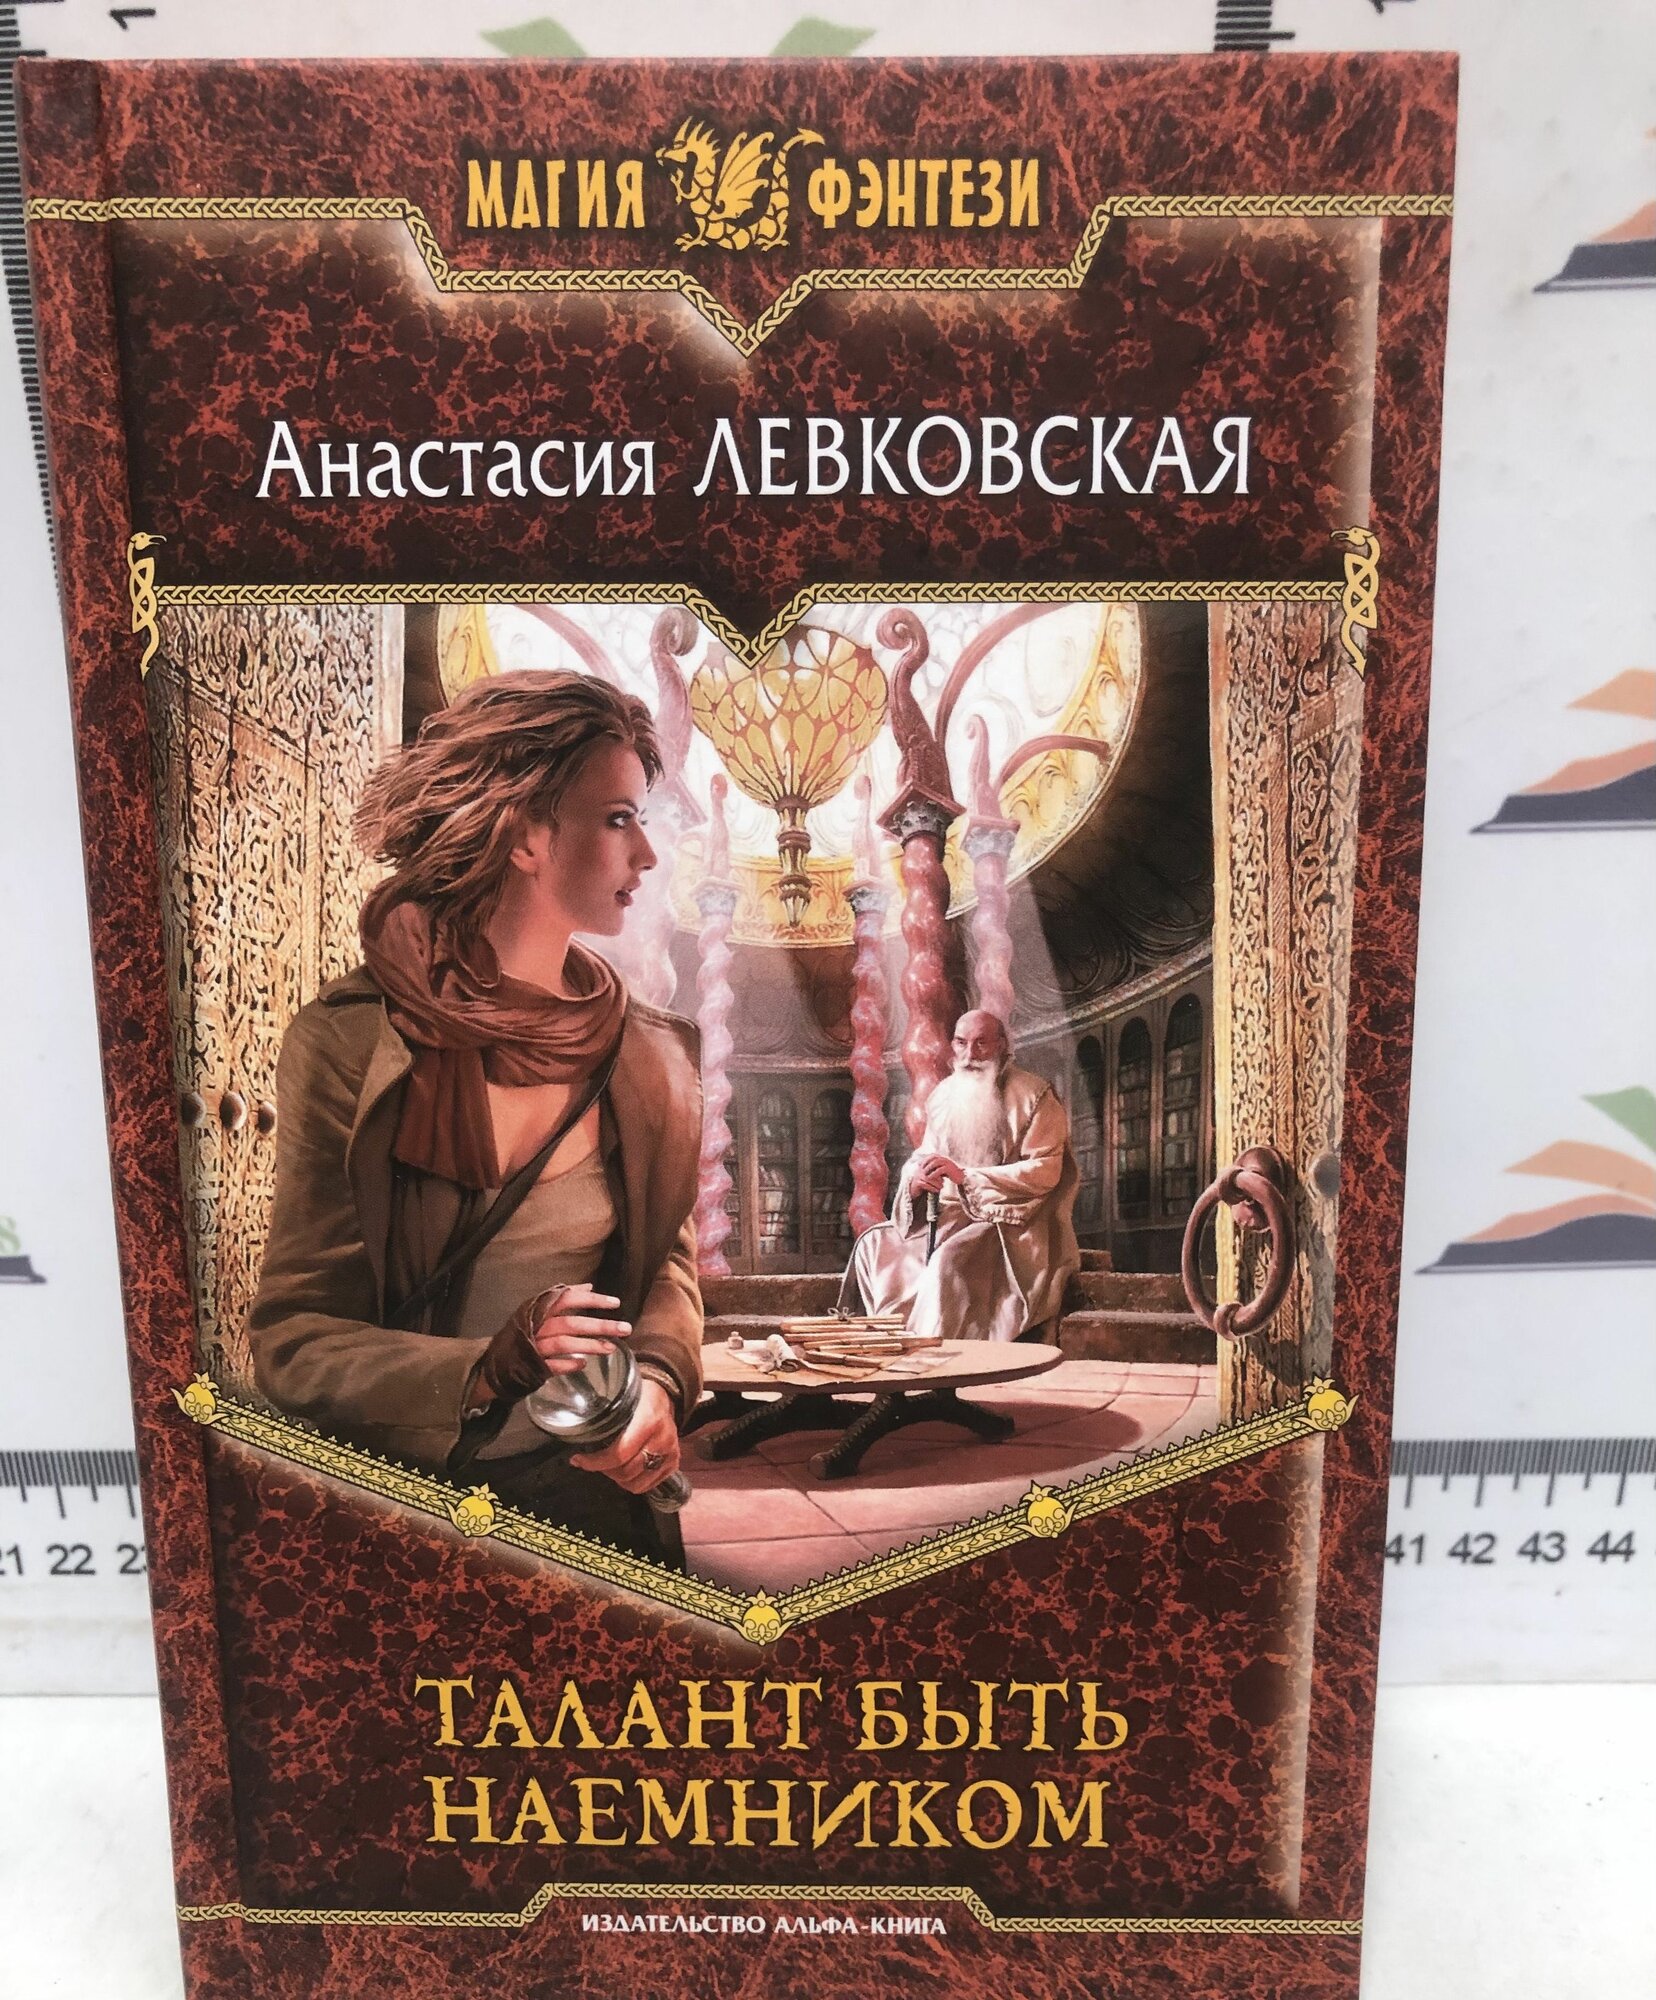 МАГИЯ ФЭНТЕЗИ
Анастасия ЛЕВКОВСКАЯ
21 22 41 42 43 44
ТАЛАНТ БЫТЬ
НАЕМНИКОМ
ИЗДАТЕЛЬСТВО АЛЬФА-КНИГА